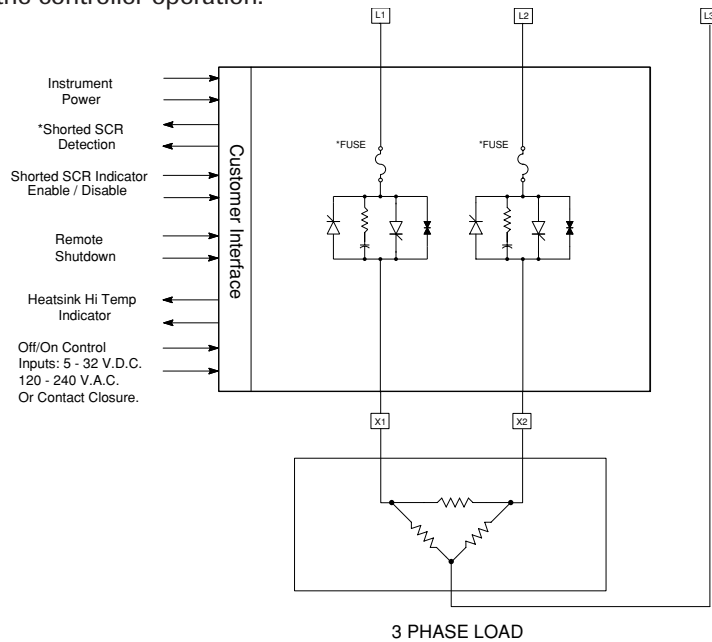 the controller operation.
L1
L2
L3
Instrument
Power
*Shorted SCR
Detection
Shorted SCR Indicator
Enable / Disable
Remote
Shutdown
Heatsink Hi Temp
Indicator
Off/On Control
Inputs: 5 - 32 V.D.C.
120 - 240 V.A.C.
Or Contact Closure.
Customer Interface
*FUSE
*FUSE
X1
X2
3 PHASE LOAD